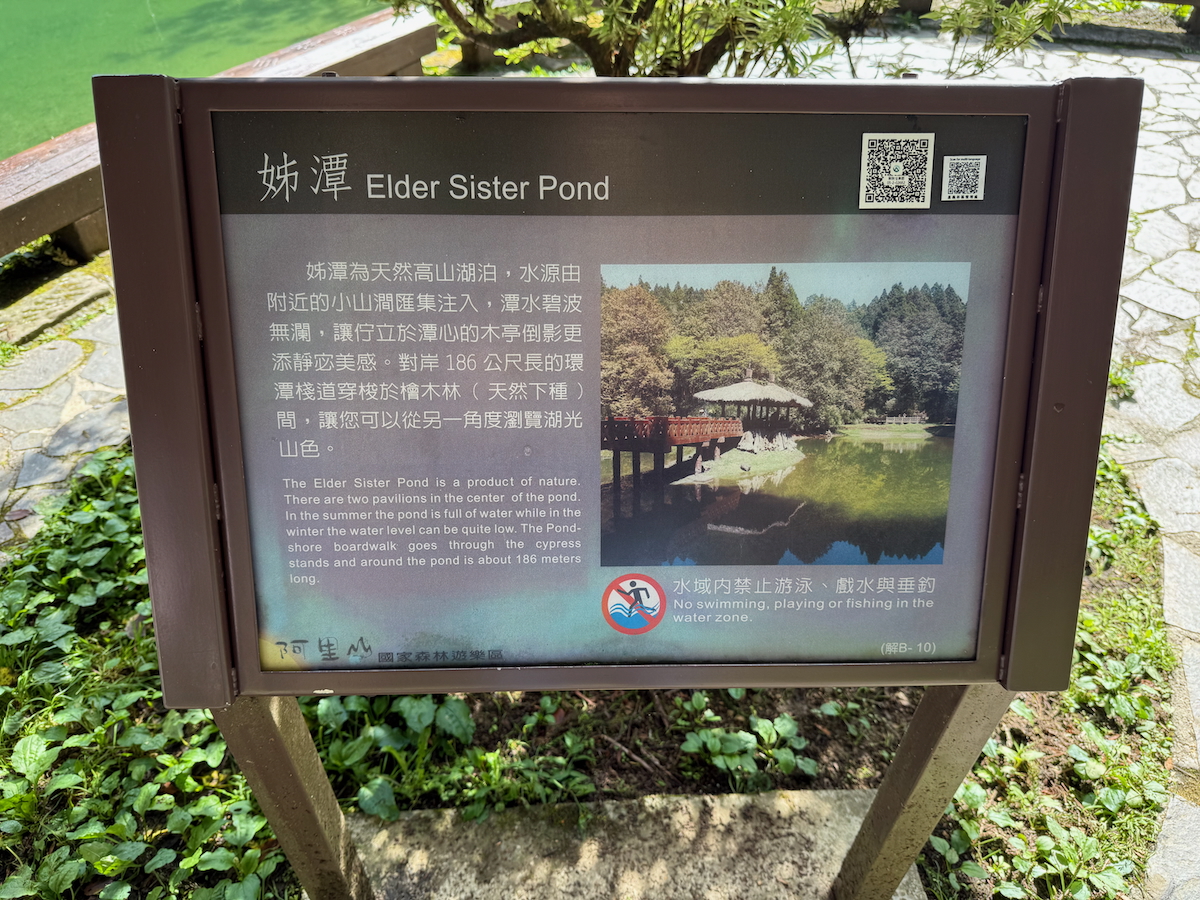 姊潭 Elder Sister Pond
姊潭為天然高山湖泊，水源由
附近的小山澗匯集注入，潭水碧波
無瀾，讓佇立於潭心的木亭倒影更
添靜宓美感。對岸 186 公尺長的環
潭棧道穿梭於檜木林（天然下種）
間，讓您可以從另一角度瀏覽湖光
山色。
The Elder Sister Pond is a product of nature.
There are two pavilions in the center of the pond.
In the summer the pond is full of water while in the
winter the water level can be quite low. The Pond-
shore boardwalk goes through the cypress
stands and around the pond is about 186 meters
long.
水域內禁止游泳、戲水與垂釣
No swimming, playing or fishing in the
water zone.
阿里山 國家森林遊樂區
(解B- 10)